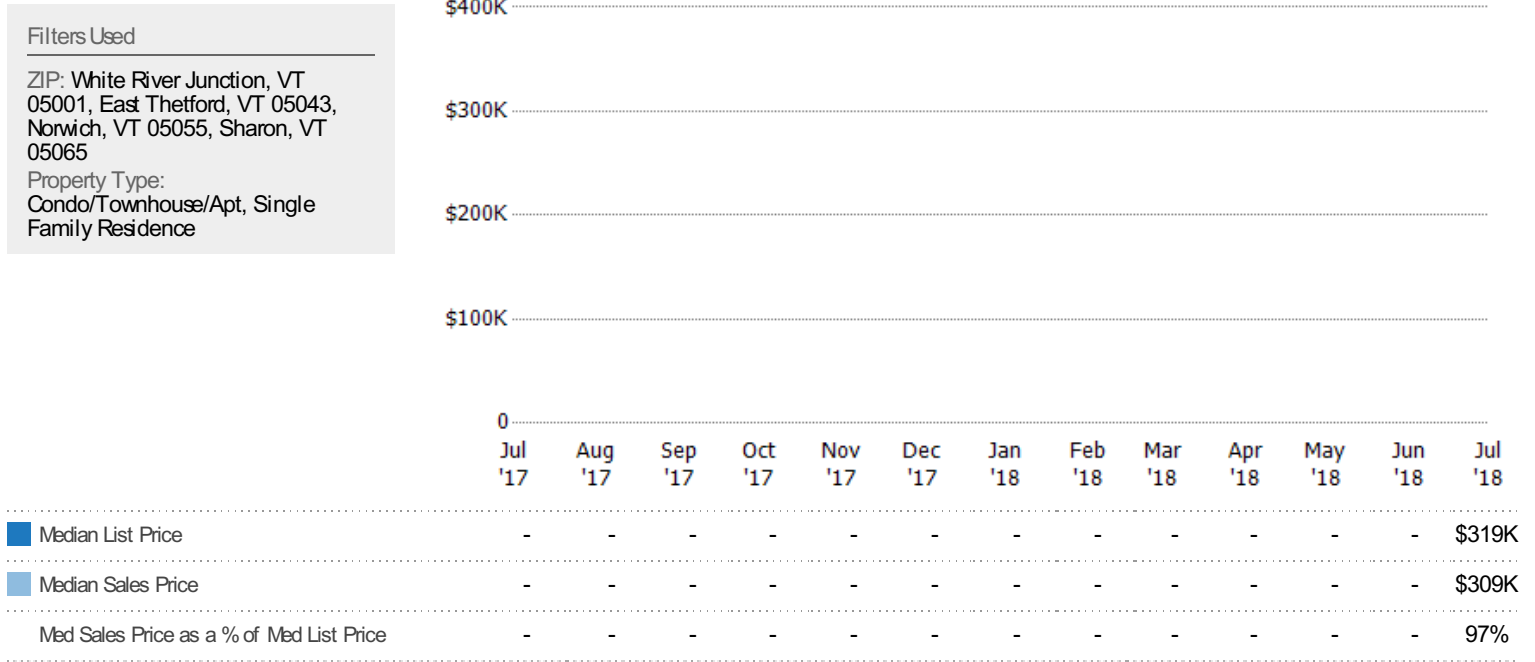 Filters Used
ZIP: White River Junction, VT
05001, East Thetford, VT 05043,
Norwich, VT 05055, Sharon, VT
05065
Property Type:
Condo/Townhouse/Apt, Single
Family Residence
$400K
$300K
$200K
$100K
0
Jul Aug Sep Oct Nov Dec Jan Feb Mar Apr May Jun Jul
'17 '17 '17 '17 '17 '17 '18 '18 '18 '18 '18 '18 '18
Median List Price - - - - - - - - - - - - $319K
Median Sales Price - - - - - - - - - - - - $309K
Med Sales Price as a % of Med List Price - - - - - - - - - - - - 97%